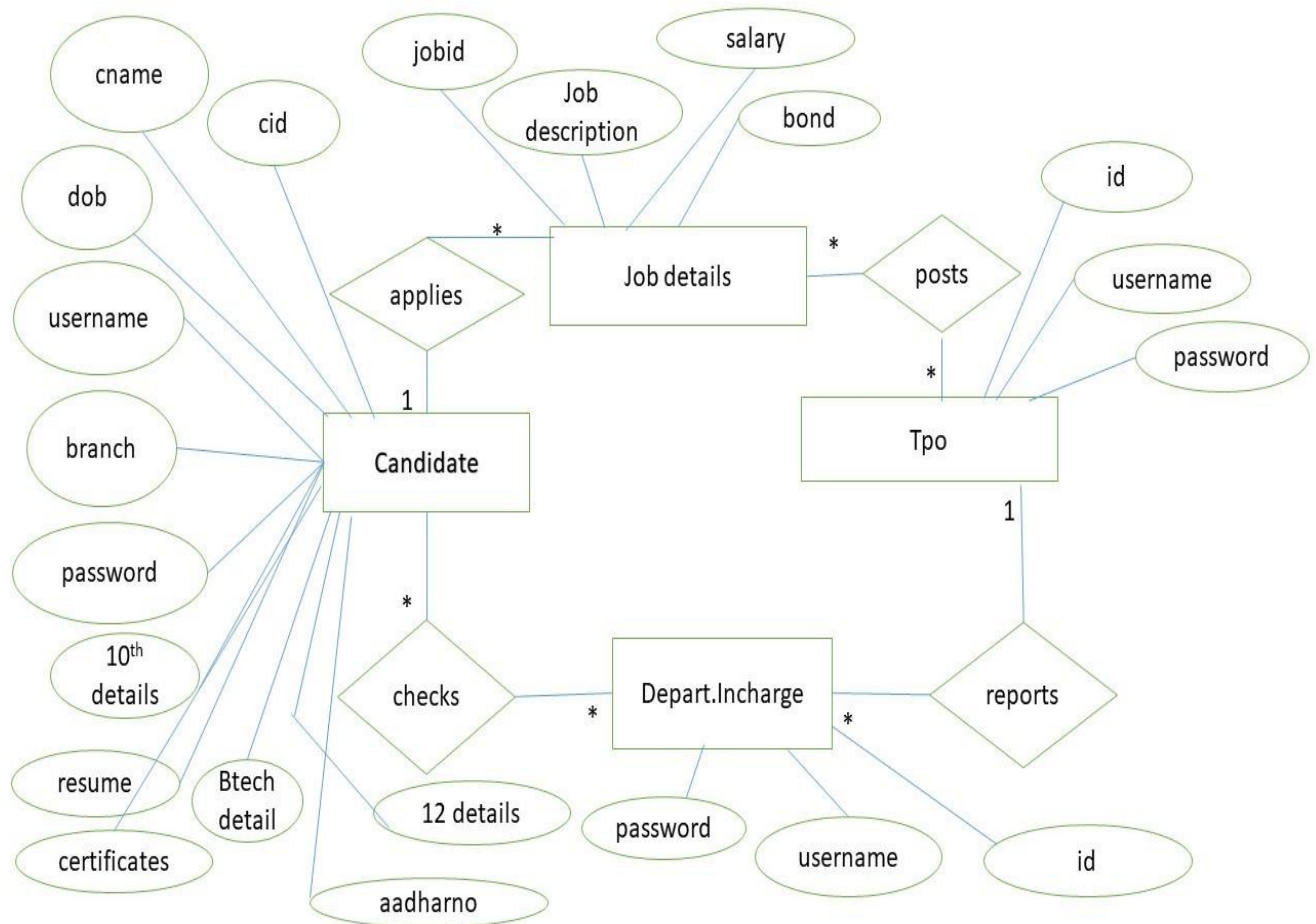 cname
jobid
salary
cid
Job
description
bond
dob
id
*
*
username
applies
Job details
posts
username
password
*
1
branch
Candidate
Tpo
1
password
*
10th
details
checks
Depart.Incharge
reports
*
*
resume
Btech
detail
12 details
password
username
id
certificates
aadharno